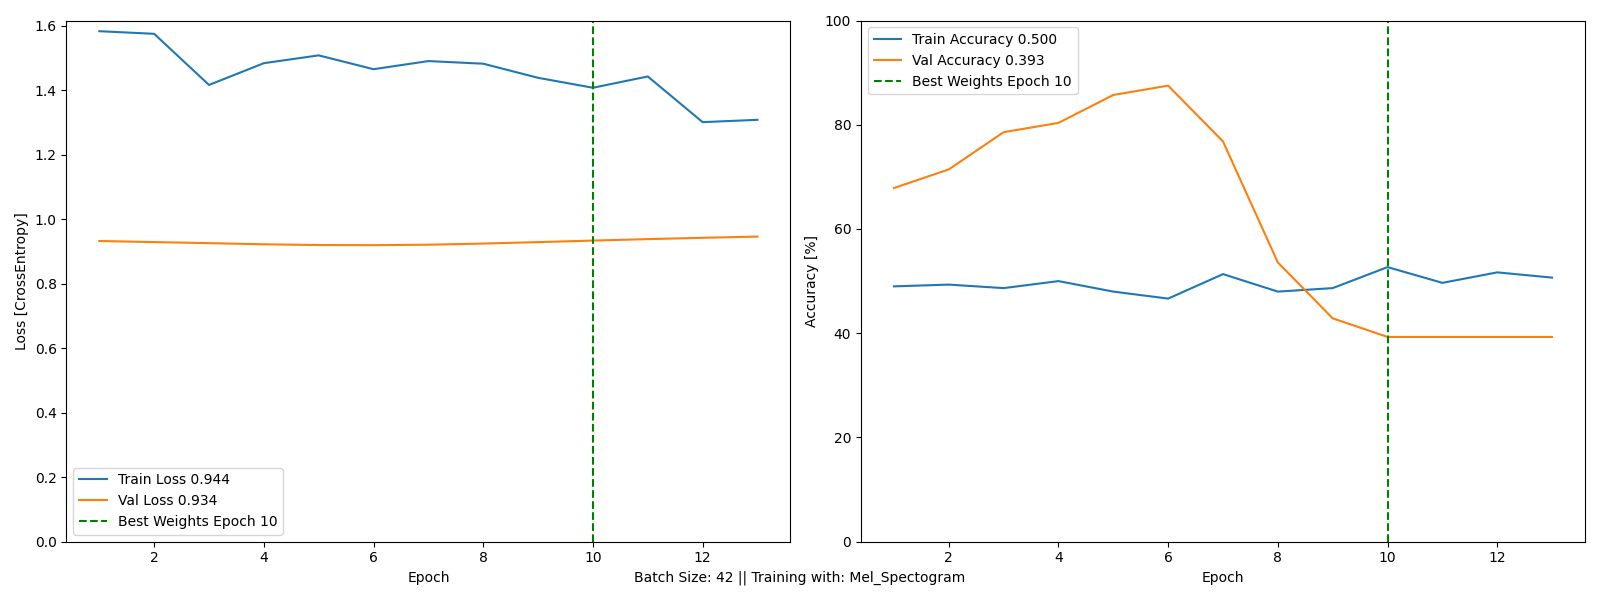 1.6
1.4
1.2
1.0
0.8
0.6
0.4
0.2
0.0
Loss [CrossEntropy]
Train Loss 0.944
Val Loss 0.934
Best Weights Epoch 10
2 4 6 8 10 12
Epoch
100
80
60
40
20
0
Accuracy [%]
Train Accuracy 0.500
Val Accuracy 0.393
Best Weights Epoch 10
2 4 6 8 10 12
Epoch
Batch Size: 42 || Training with: Mel_Spectogram